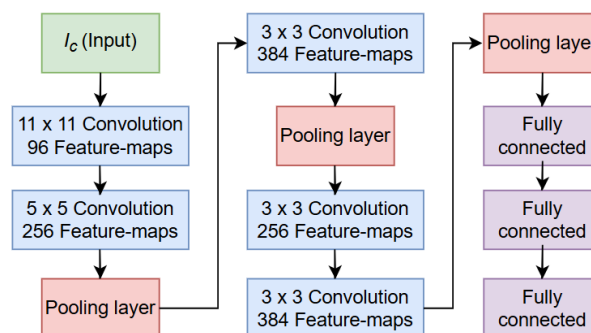 I_c (Input)
11 x 11 Convolution
96 Feature-maps
5 x 5 Convolution
256 Feature-maps
Pooling layer
3 x 3 Convolution
384 Feature-maps
Pooling layer
3 x 3 Convolution
256 Feature-maps
3 x 3 Convolution
384 Feature-maps
Pooling layer
Fully
connected
Fully
connected
Fully
connected